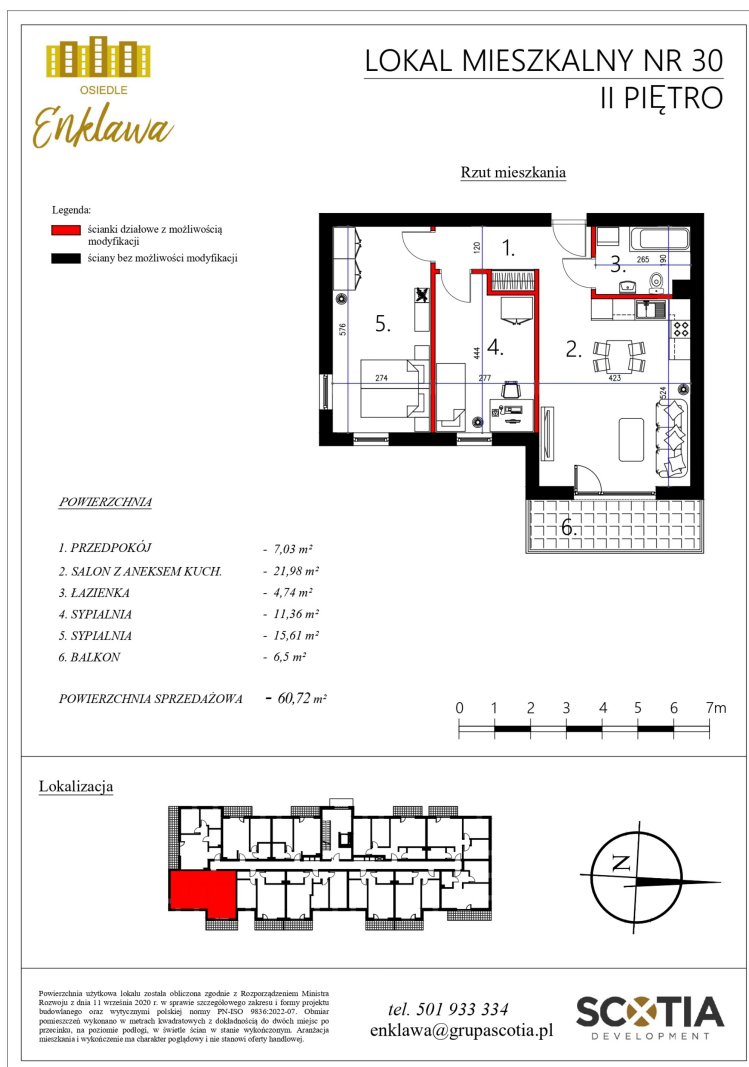 LOKAL MIESZKALNY NR 30
II PIĘTRO
OSIEDLE
Enklawa
Rzut mieszkania
Legenda:
ścianki działowe z możliwością
modyfikacji
ściany bez możliwości modyfikacji
1.
120
3.
265
190
5.
576
274
4.
444
277
2.
423
524
6.
POWIERZCHNIA
1. PRZEDPOKÓJ - 7,03 m²
2. SALON Z ANEKSEM KUCH. - 21,98 m²
3. ŁAZIENKA - 4,74 m²
4. SYPIALNIA - 11,36 m²
5. SYPIALNIA - 15,61 m²
6. BALKON - 6,5 m²
POWIERZCHNIA SPRZEDAŻOWA - 60,72 m²
0 1 2 3 4 5 6 7m
Lokalizacja
N
Powierzchnia użytkowa lokalu została obliczona zgodnie z Rozporządzeniem Ministra
Rozwoju z dnia 11 września 2020 r. w sprawie szczegółowego zakresu i formy projektu
budowlanego oraz wytycznymi polskiej normy PN-ISO 9836:2022-07. Obmiar
pomieszczeń wykonano w metrach kwadratowych z dokładnością do dwóch miejsc po
przecinku, na poziomie podłogi, w świetle ścian w stanie wykończonym. Aranżacja
mieszkania i wykończenie ma charakter poglądowy i nie stanowi oferty handlowej.
tel. 501 933 334
enklawa@grupascotia.pl
SCOTIA
DEVELOPMENT